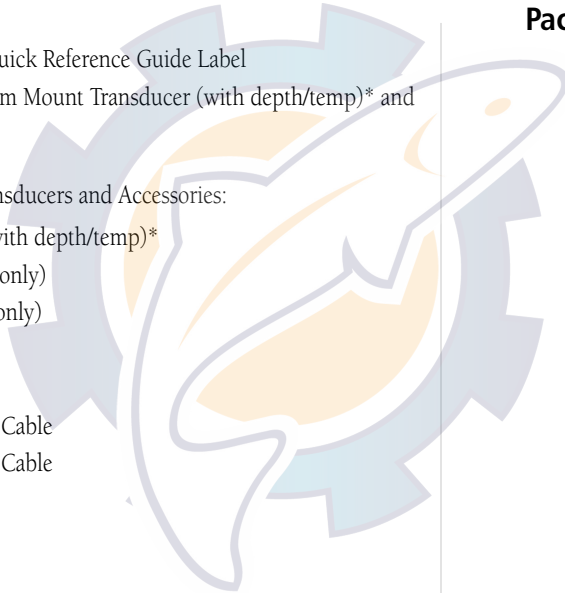 uick Reference Guide Label
m Mount Transducer (with depth/temp)* and
nsducers and Accessories:
with depth/temp)*
only)
only)
Cable
Cable
Pac